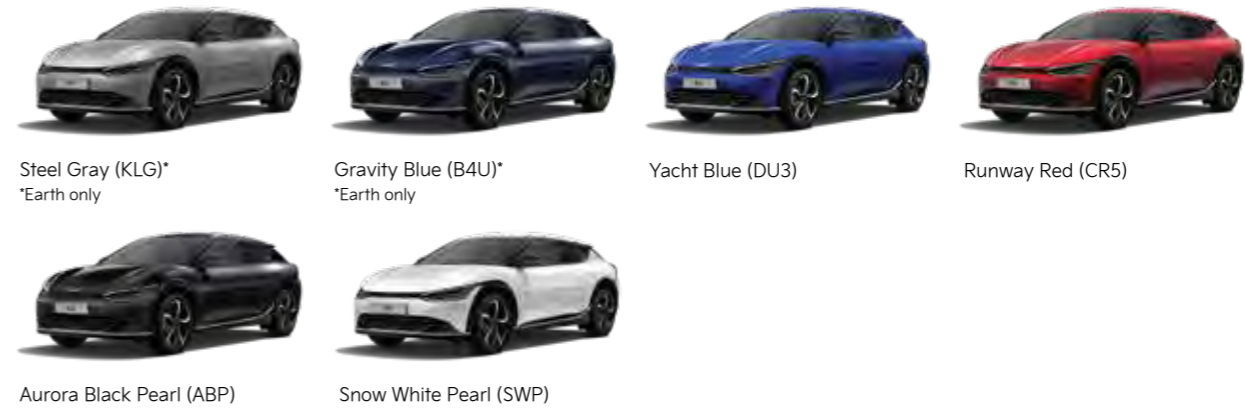 Steel Gray (KLG)*
*Earth only
Gravity Blue (B4U)*
*Earth only
Yacht Blue (DU3)
Runway Red (CR5)
Aurora Black Pearl (ABP)
Snow White Pearl (SWP)